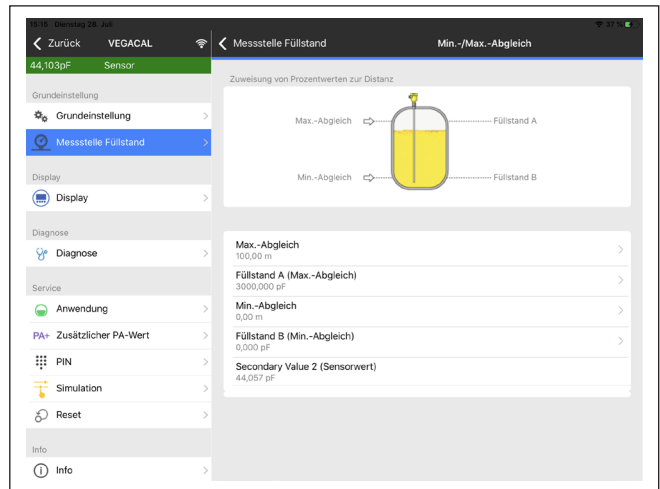 15:15 Dienstag 28. Juli
37 %
Zurück VEGACAL
Messstelle Füllstand
Min.-/Max.-Abgleich
44,103pF Sensor
Grundeinstellung
Grundeinstellung
Messstelle Füllstand
Display
Display
Diagnose
Diagnose
Service
Anwendung
PA+ Zusätzlicher PA-Wert
PIN
Simulation
Reset
Info
Info
Zuweisung von Prozentwerten zur Distanz
Max.-Abgleich
Füllstand A
Min.-Abgleich
Füllstand B
Max.-Abgleich
100,00 m
Füllstand A (Max.-Abgleich)
3000,000 pF
Min.-Abgleich
0,00 m
Füllstand B (Min.-Abgleich)
0,000 pF
Secondary Value 2 (Sensorwert)
44,057 pF